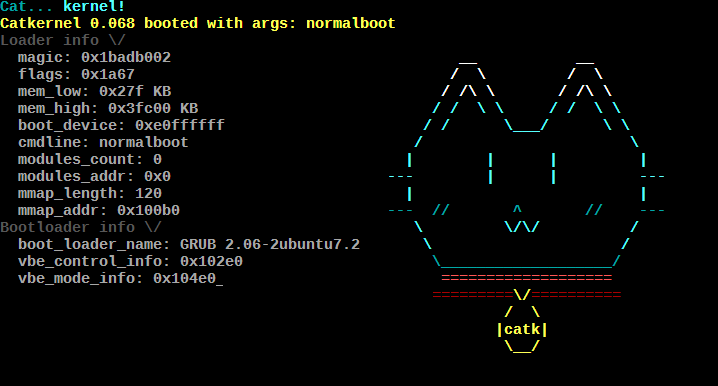 Cat... kernel!
Catkernel 0.068 booted with args: normalboot
Loader info \/
magic: 0x1badb002
flags: 0x1a67
mem_low: 0x27f KB
mem_high: 0x3fc00 KB
boot_device: 0xe0ffffff
cmdline: normalboot
modules_count: 0
modules_addr: 0x0
mmap_length: 120
mmap_addr: 0x100b0
Bootloader info \/
boot_loader_name: GRUB 2.06-2ubuntu7.2
vbe_control_info: 0x102e0
vbe_mode_info: 0x104e0_
|catk|